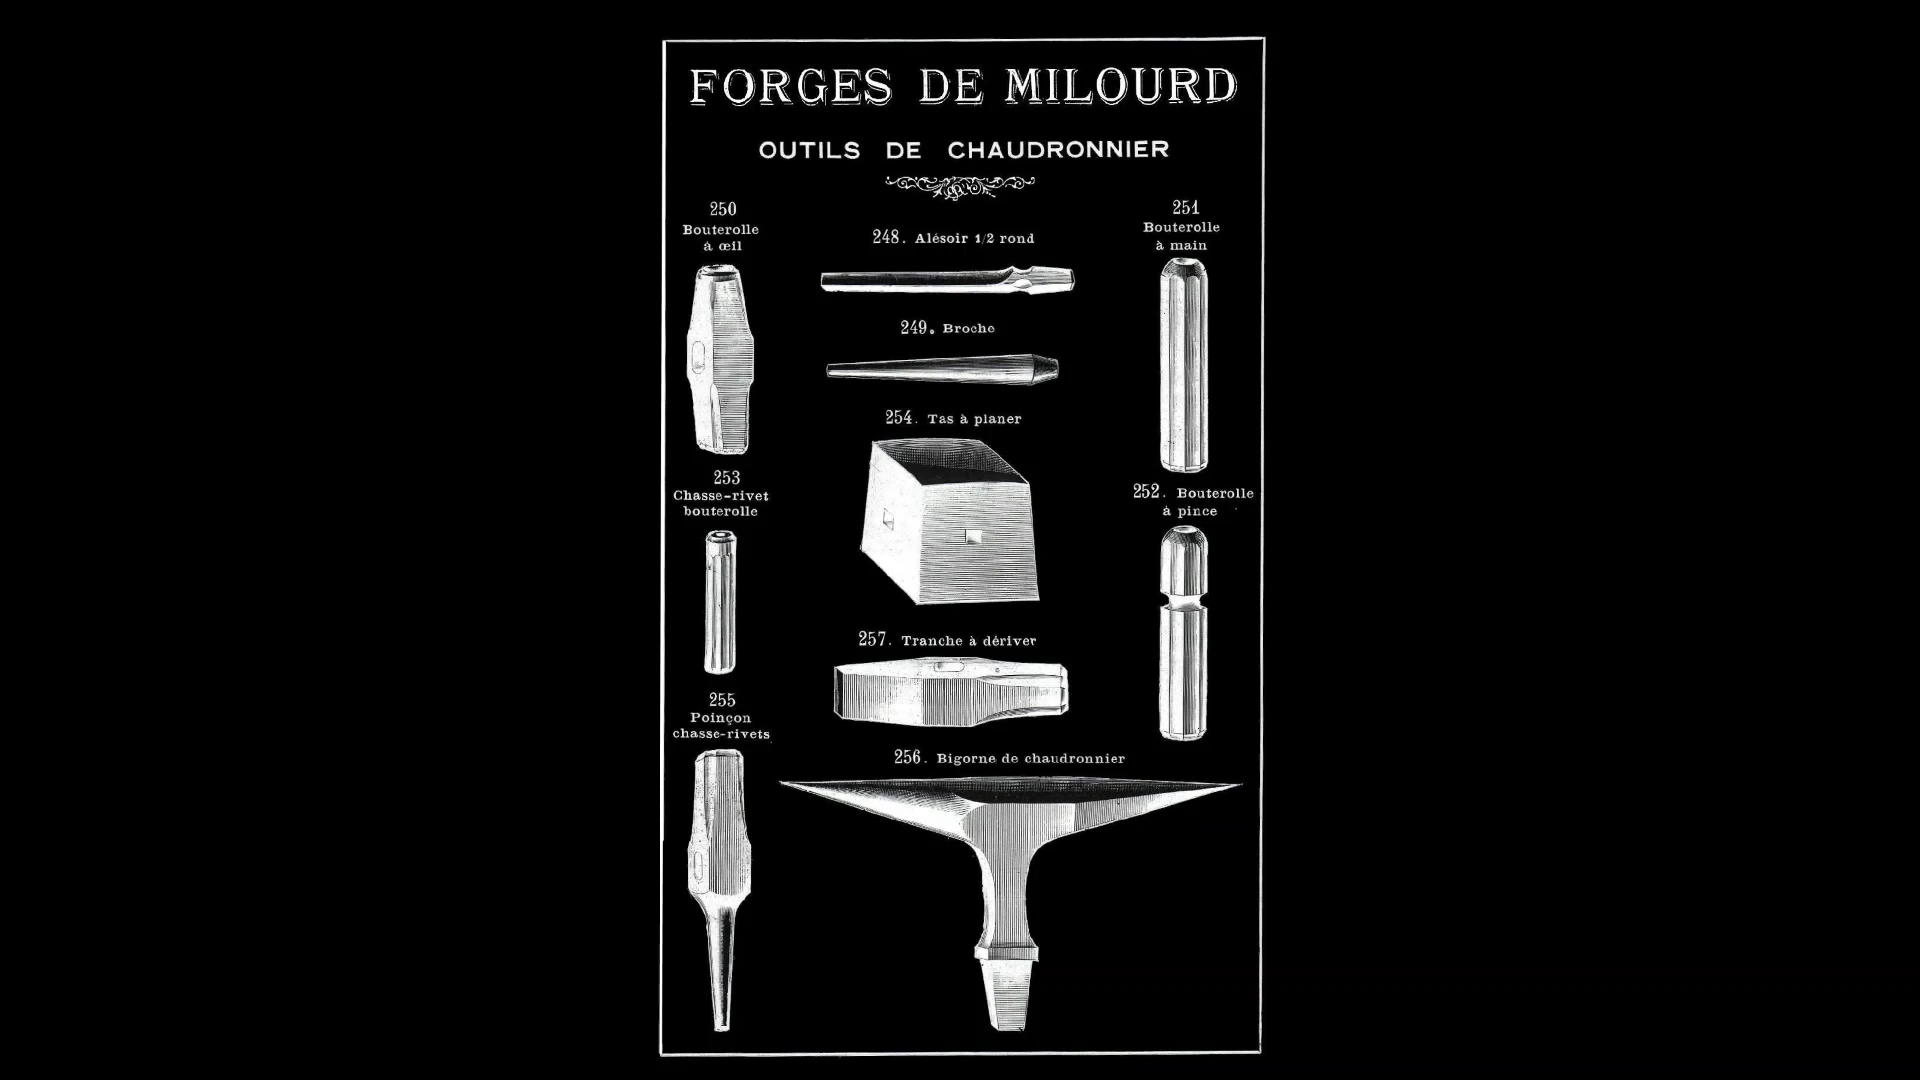 FORGES DE MILOURD
OUTILS DE CHAUDRONNIER
250
Bouterolle
à œil
248. Alésoir 1/2 rond
251
Bouterolle
à main
249. Broche
254. Tas à planer
253
Chasse-rivet
bouterolle
252. Bouterolle
à pince
257. Tranche à dériver
255
Poinçon
chasse-rivets
256. Bigorne de chaudronnier